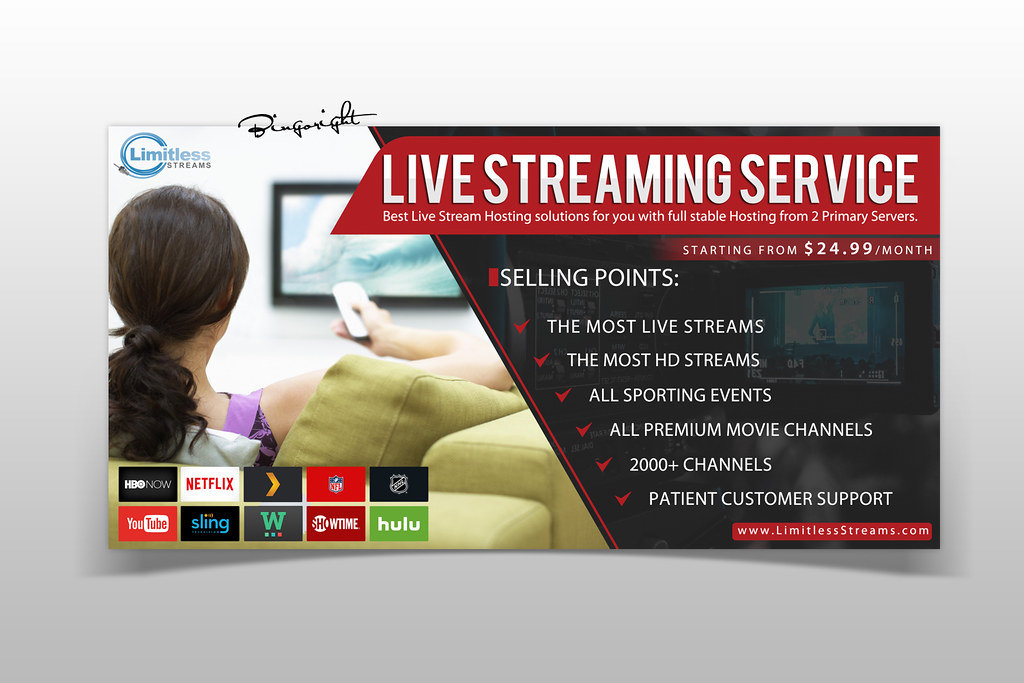 Bingoright
Limitless
STREAMS
LIVE STREAMING SERVICE
Best Live Stream Hosting solutions for you with full stable Hosting from 2 Primary Servers.
STARTING FROM $24.99/MONTH
SELLING POINTS:
THE MOST LIVE STREAMS
THE MOST HD STREAMS
ALL SPORTING EVENTS
ALL PREMIUM MOVIE CHANNELS
2000+ CHANNELS
PATIENT CUSTOMER SUPPORT
HBO NOW NETFLIX NFL NHL
YouTube sling W SHOWTIME hulu
www.LimitlessStreams.com